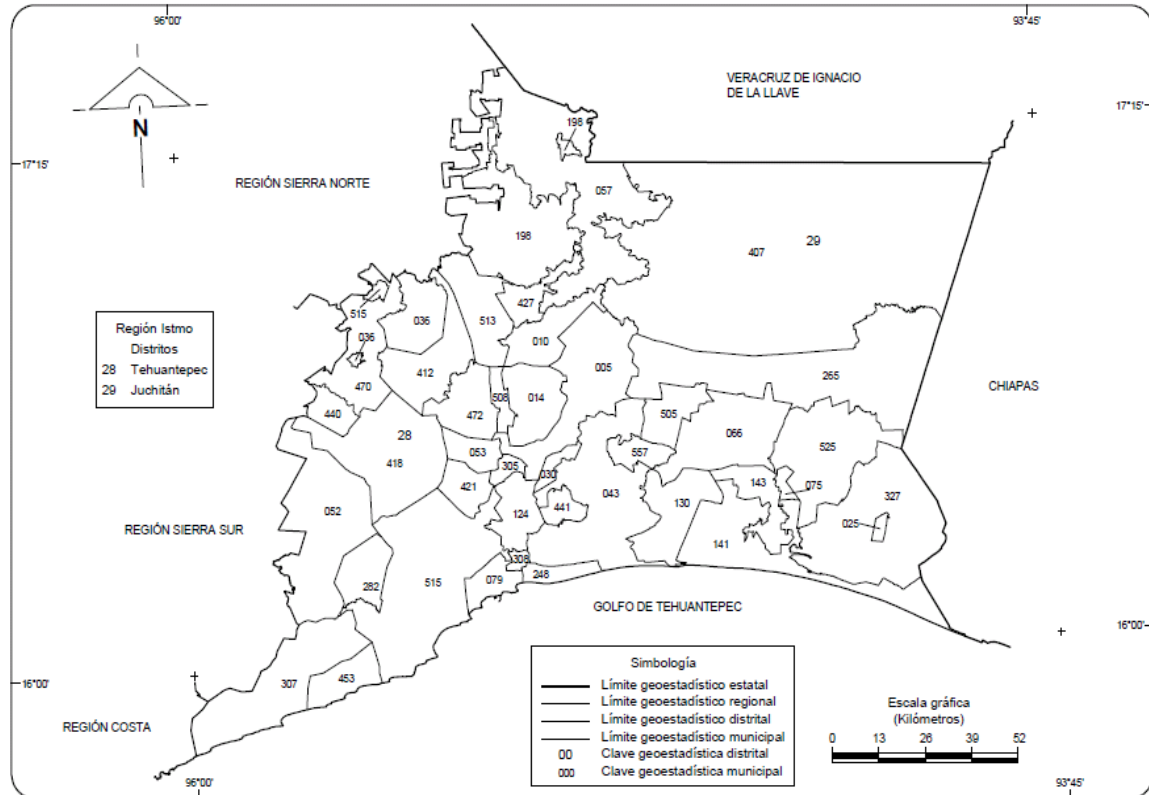 96°00'
93°45'
VERACRUZ DE IGNACIO
DE LA LLAVE
17°15'
N
198
17°15'
REGIÓN SIERRA NORTE
057
198
407
29
427
515
036
513
036
010
005
Región Istmo
Distritos
28 Tehuantepec
29 Juchitán
412
265
CHIAPAS
470
508
014
440
472
505
066
28
053
557
525
418
305
030
421
143
075
327
052
441
043
130
124
025
REGIÓN SIERRA SUR
141
308
282
515
079
248
GOLFO DE TEHUANTEPEC
16°00'
16°00'
307
453
REGIÓN COSTA
Simbología
Límite geoestadístico estatal
Límite geoestadístico regional
Límite geoestadístico distrital
Límite geoestadístico municipal
00 Clave geoestadística distrital
000 Clave geoestadística municipal
Escala gráfica
(Kilómetros)
0 13 26 39 52
96°00'
93°45'